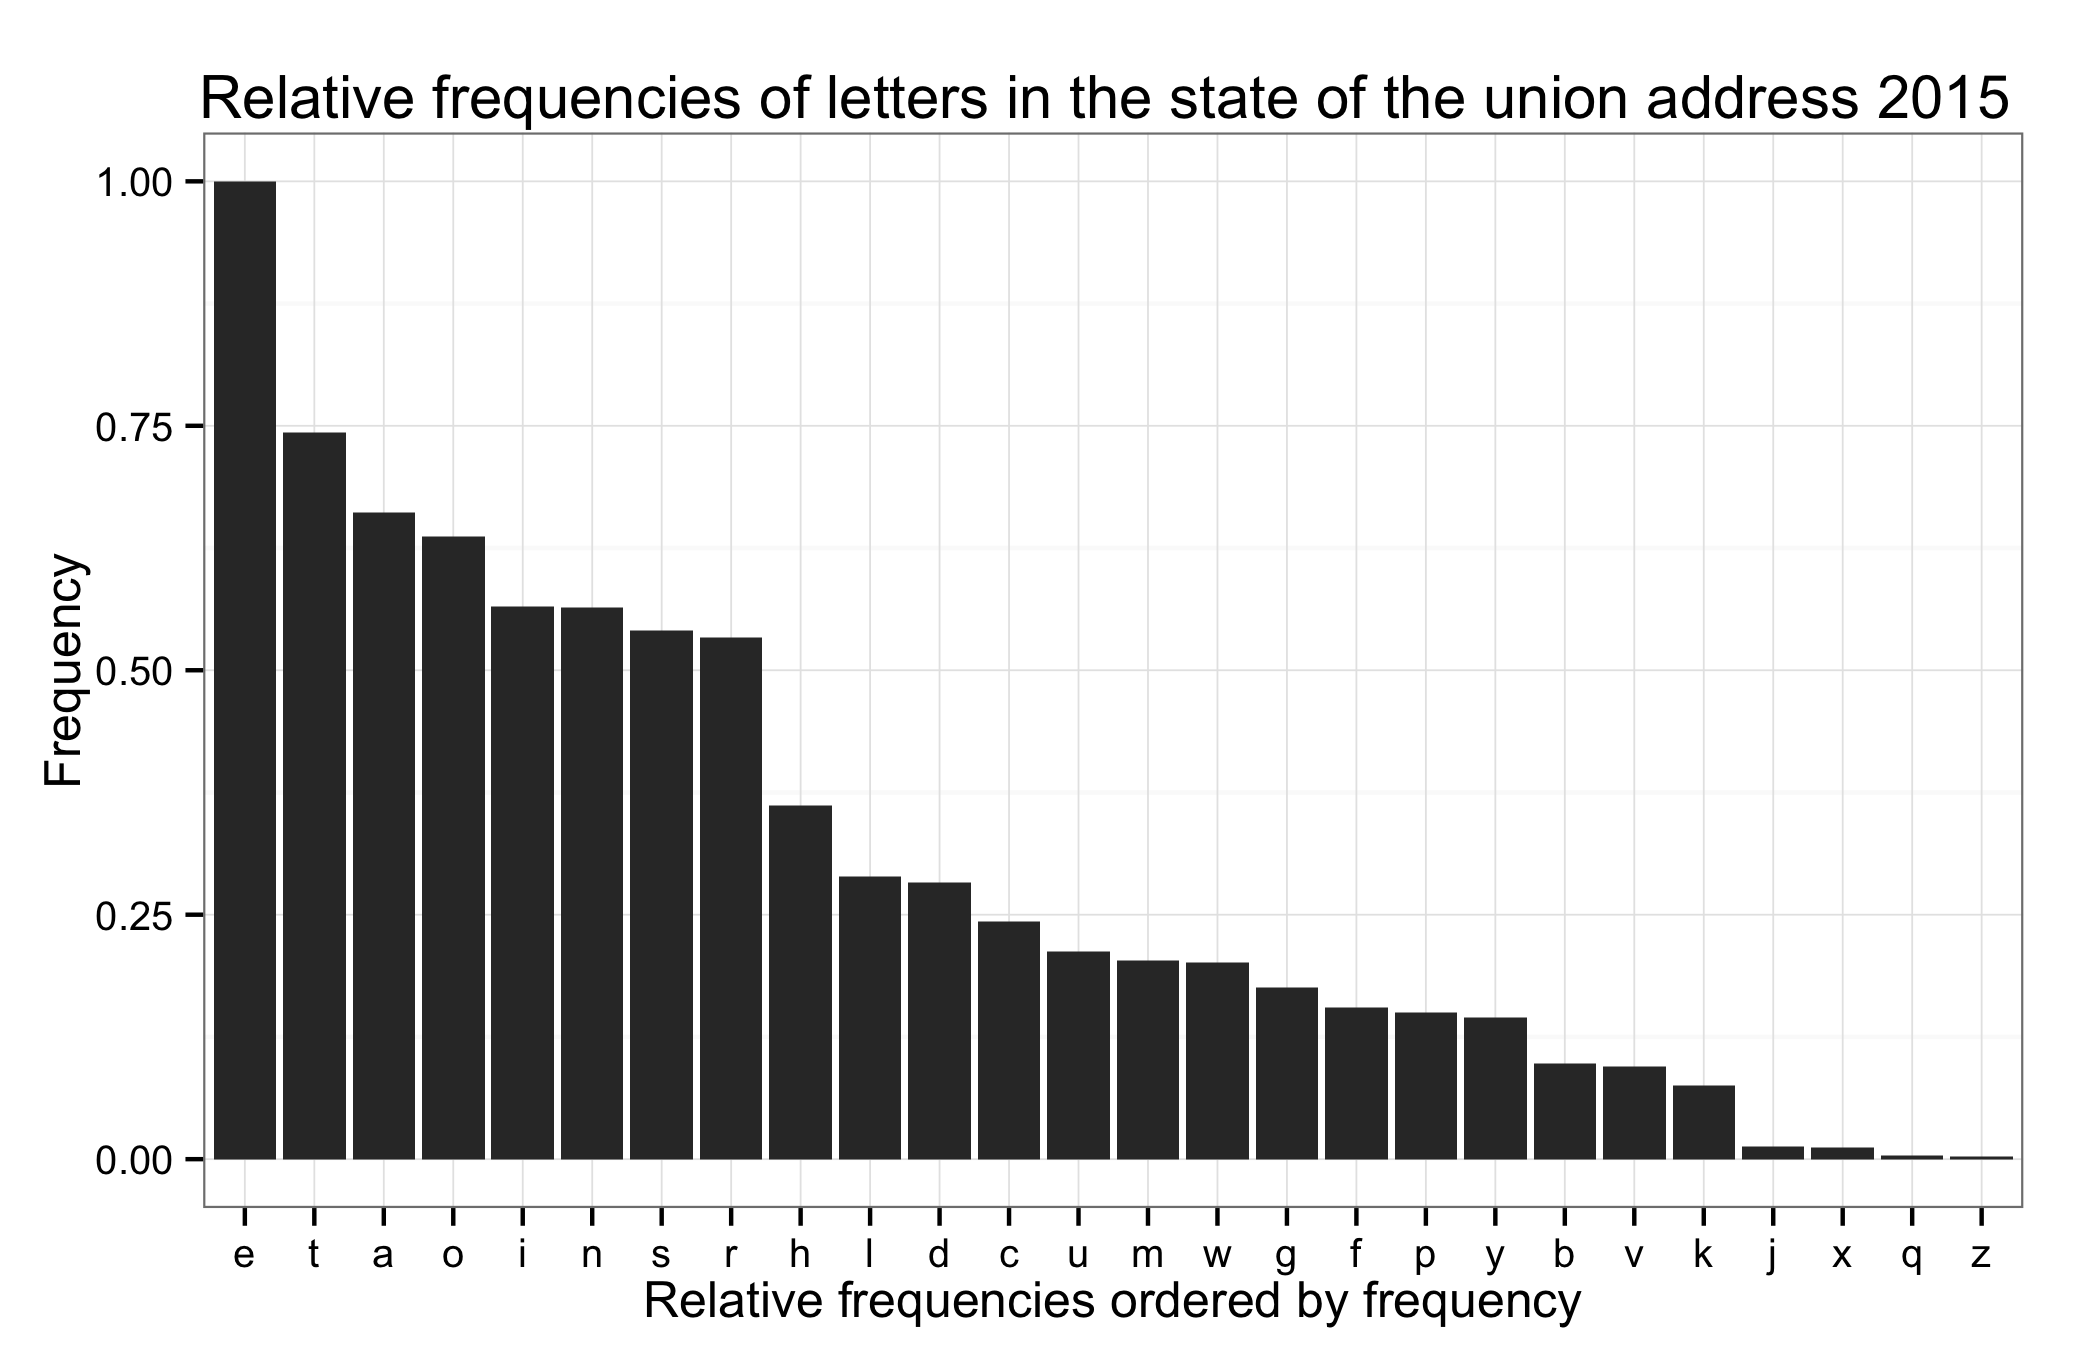 Relative frequencies of letters in the state of the union address 2015
1.00
0.75
0.50
0.25
0.00
Frequency
e t a o i n s r h l d c u m w g f p y b v k j x q z
Relative frequencies ordered by frequency